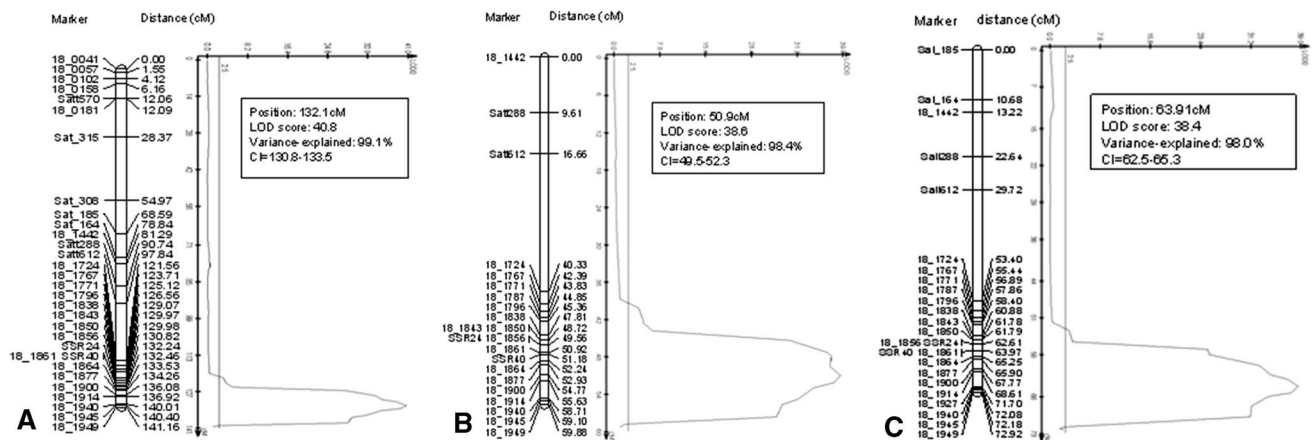 Marker Distance (cM)
18_0041 0.00
18_0057 1.55
18_0102 4.12
18_0158 6.16
Satt570 12.06
18_0181 12.09
Sat_315 28.37
Sat_308 54.97
Sat_185 68.59
Sat_164 78.84
18_1442 81.29
Satt288 90.74
Satt612 97.84
18_1724 121.56
18_1767 123.71
18_1771 125.12
18_1796 126.56
18_1838 129.07
18_1843 129.97
18_1850 129.98
18_1856 130.82
SSR24 132.24
18_1861 SSR40 132.46
18_1864 133.53
18_1877 134.26
18_1900 136.08
18_1914 136.92
18_1940 140.01
18_1945 140.40
18_1949 141.16
Position: 132.1cM
LOD score: 40.8
Variance-explained: 99.1%
CI=130.8-133.5
A
Marker Distance (cM)
18_1442 0.00
Satt288 9.61
Satt612 16.66
18_1724 40.33
18_1767 42.39
18_1771 43.83
18_1787 44.85
18_1796 45.36
18_1838 47.81
18_1843 18_1850 48.72
SSR24 18_1856 49.56
18_1861 50.92
SSR40 51.18
18_1864 52.24
18_1877 52.93
18_1900 54.77
18_1914 55.63
18_1940 58.71
18_1945 59.10
18_1949 59.88
Position: 50.9cM
LOD score: 38.6
Variance-explained: 98.4%
CI=49.5-52.3
B
Marker distance (cM)
Sat_185 0.00
Sat_164 10.68
18_1442 13.22
Satt288 22.64
Satt612 29.72
18_1724 53.40
18_1767 55.44
18_1771 56.89
18_1787 57.86
18_1796 58.40
18_1838 60.88
18_1843 61.78
18_1850 61.79
18_1856 SSR24 62.61
SSR40 18_1861 63.97
18_1864 65.25
18_1877 65.90
18_1900 67.77
18_1914 68.61
18_1927 71.70
18_1940 72.08
18_1945 72.18
18_1949 72.92
Position: 63.91cM
LOD score: 38.4
Variance-explained: 98.0%
CI=62.5-65.3
C